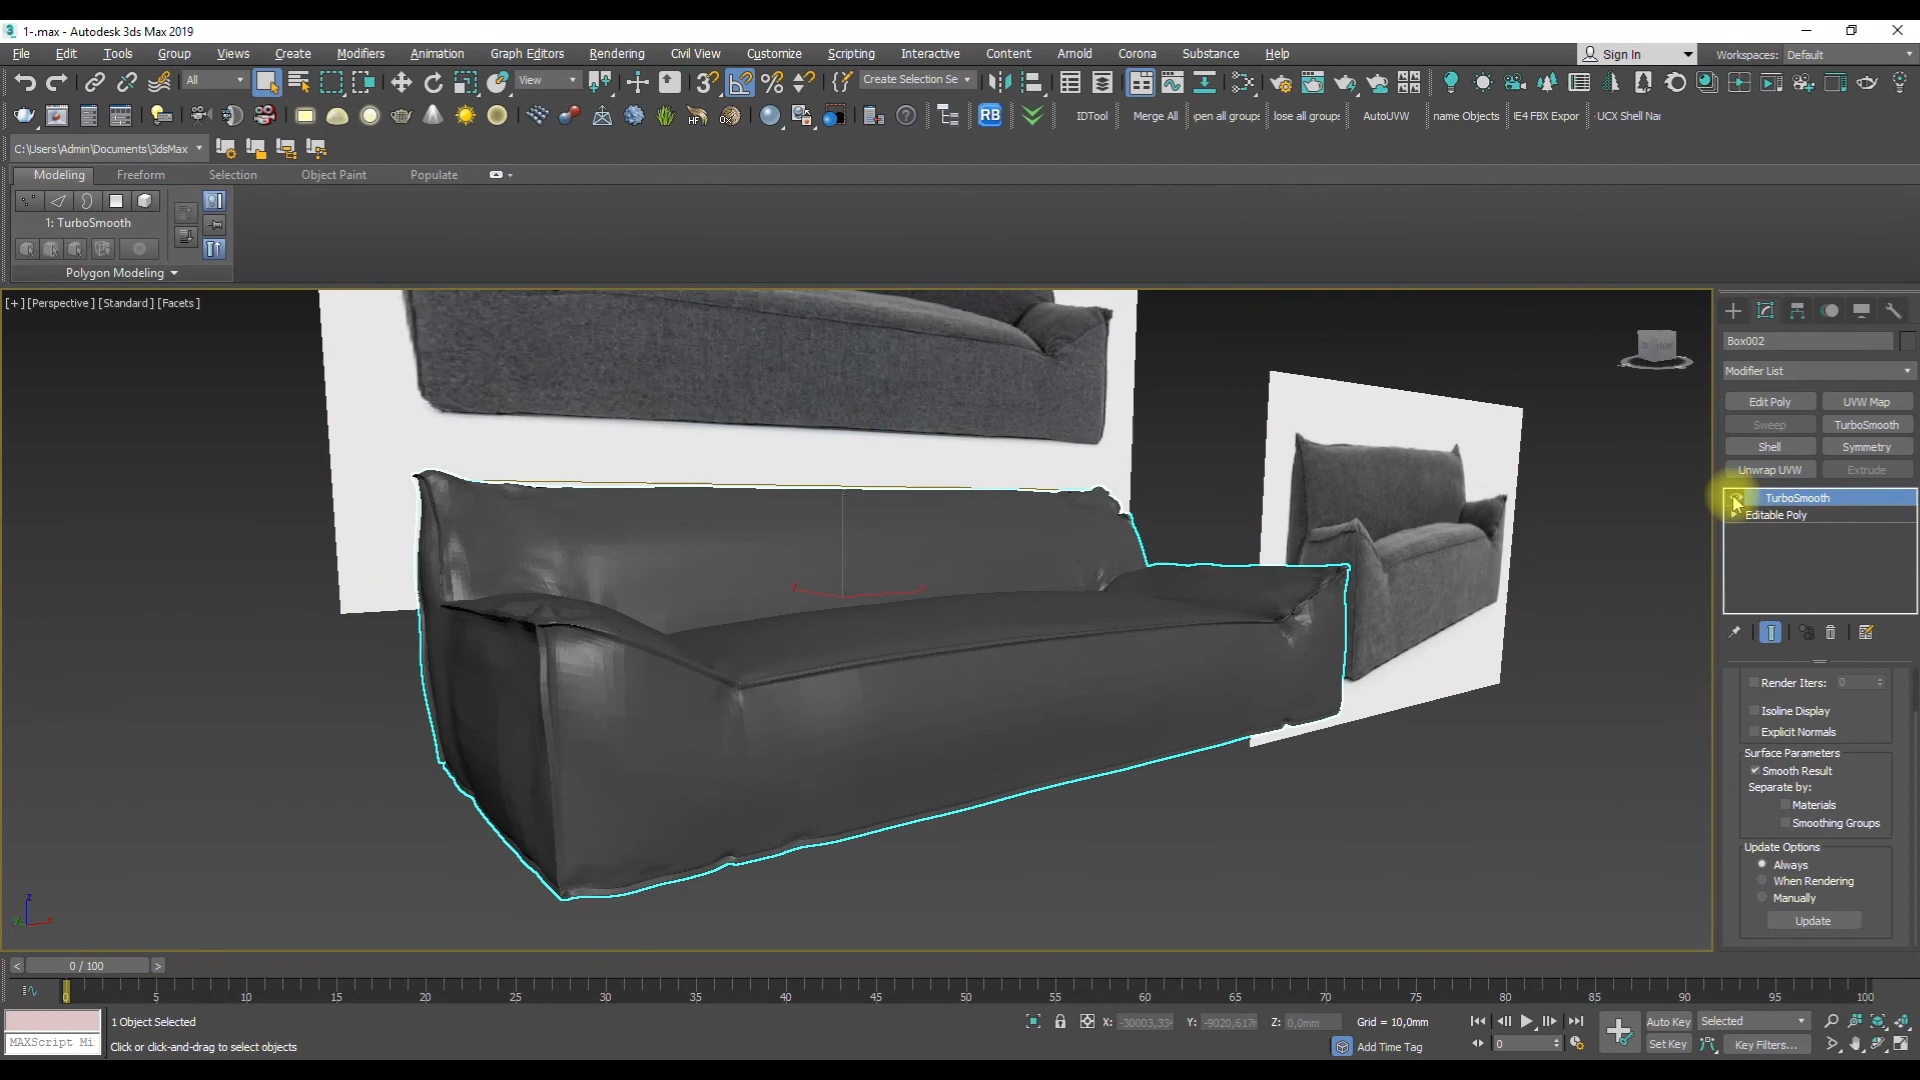 1-.max - Autodesk 3ds Max 2019
File Edit Tools Group Views Create Modifiers Animation Graph Editors Rendering Civil View Customize Scripting Interactive Content Arnold Corona Substance Help
Sign In Workspaces: Default
All View Create Selection Se
RB IDTool Merge All pen all groups lose all groups AutoUVW name Objects IE4 FBX Expor UCX Shell Nar
C:\Users\Admin\Documents\3dsMax
Modeling Freeform Selection Object Paint Populate
1: TurboSmooth
Polygon Modeling
[+] [Perspective] [Standard] [Facets]
Box002
Modifier List
Edit Poly UVW Map
Sweep TurboSmooth
Shell Symmetry
Unwrap UVW Extrude
TurboSmooth
Editable Poly
Render Iters: 0
Isoline Display
Explicit Normals
Surface Parameters
Smooth Result
Separate by:
Materials
Smoothing Groups
Update Options
Always
When Rendering
Manually
Update
< 0 / 100 >
0 5 10 15 20 25 30 35 40 45 50 55 60 65 70 75 80 85 90 95 100
1 Object Selected X: -30003,33 Y: -9020,617 Z: 0,0mm Grid = 10,0mm Auto Key Selected
MAXScript Mi Click or click-and-drag to select objects Add Time Tag 0 Set Key Key Filters...